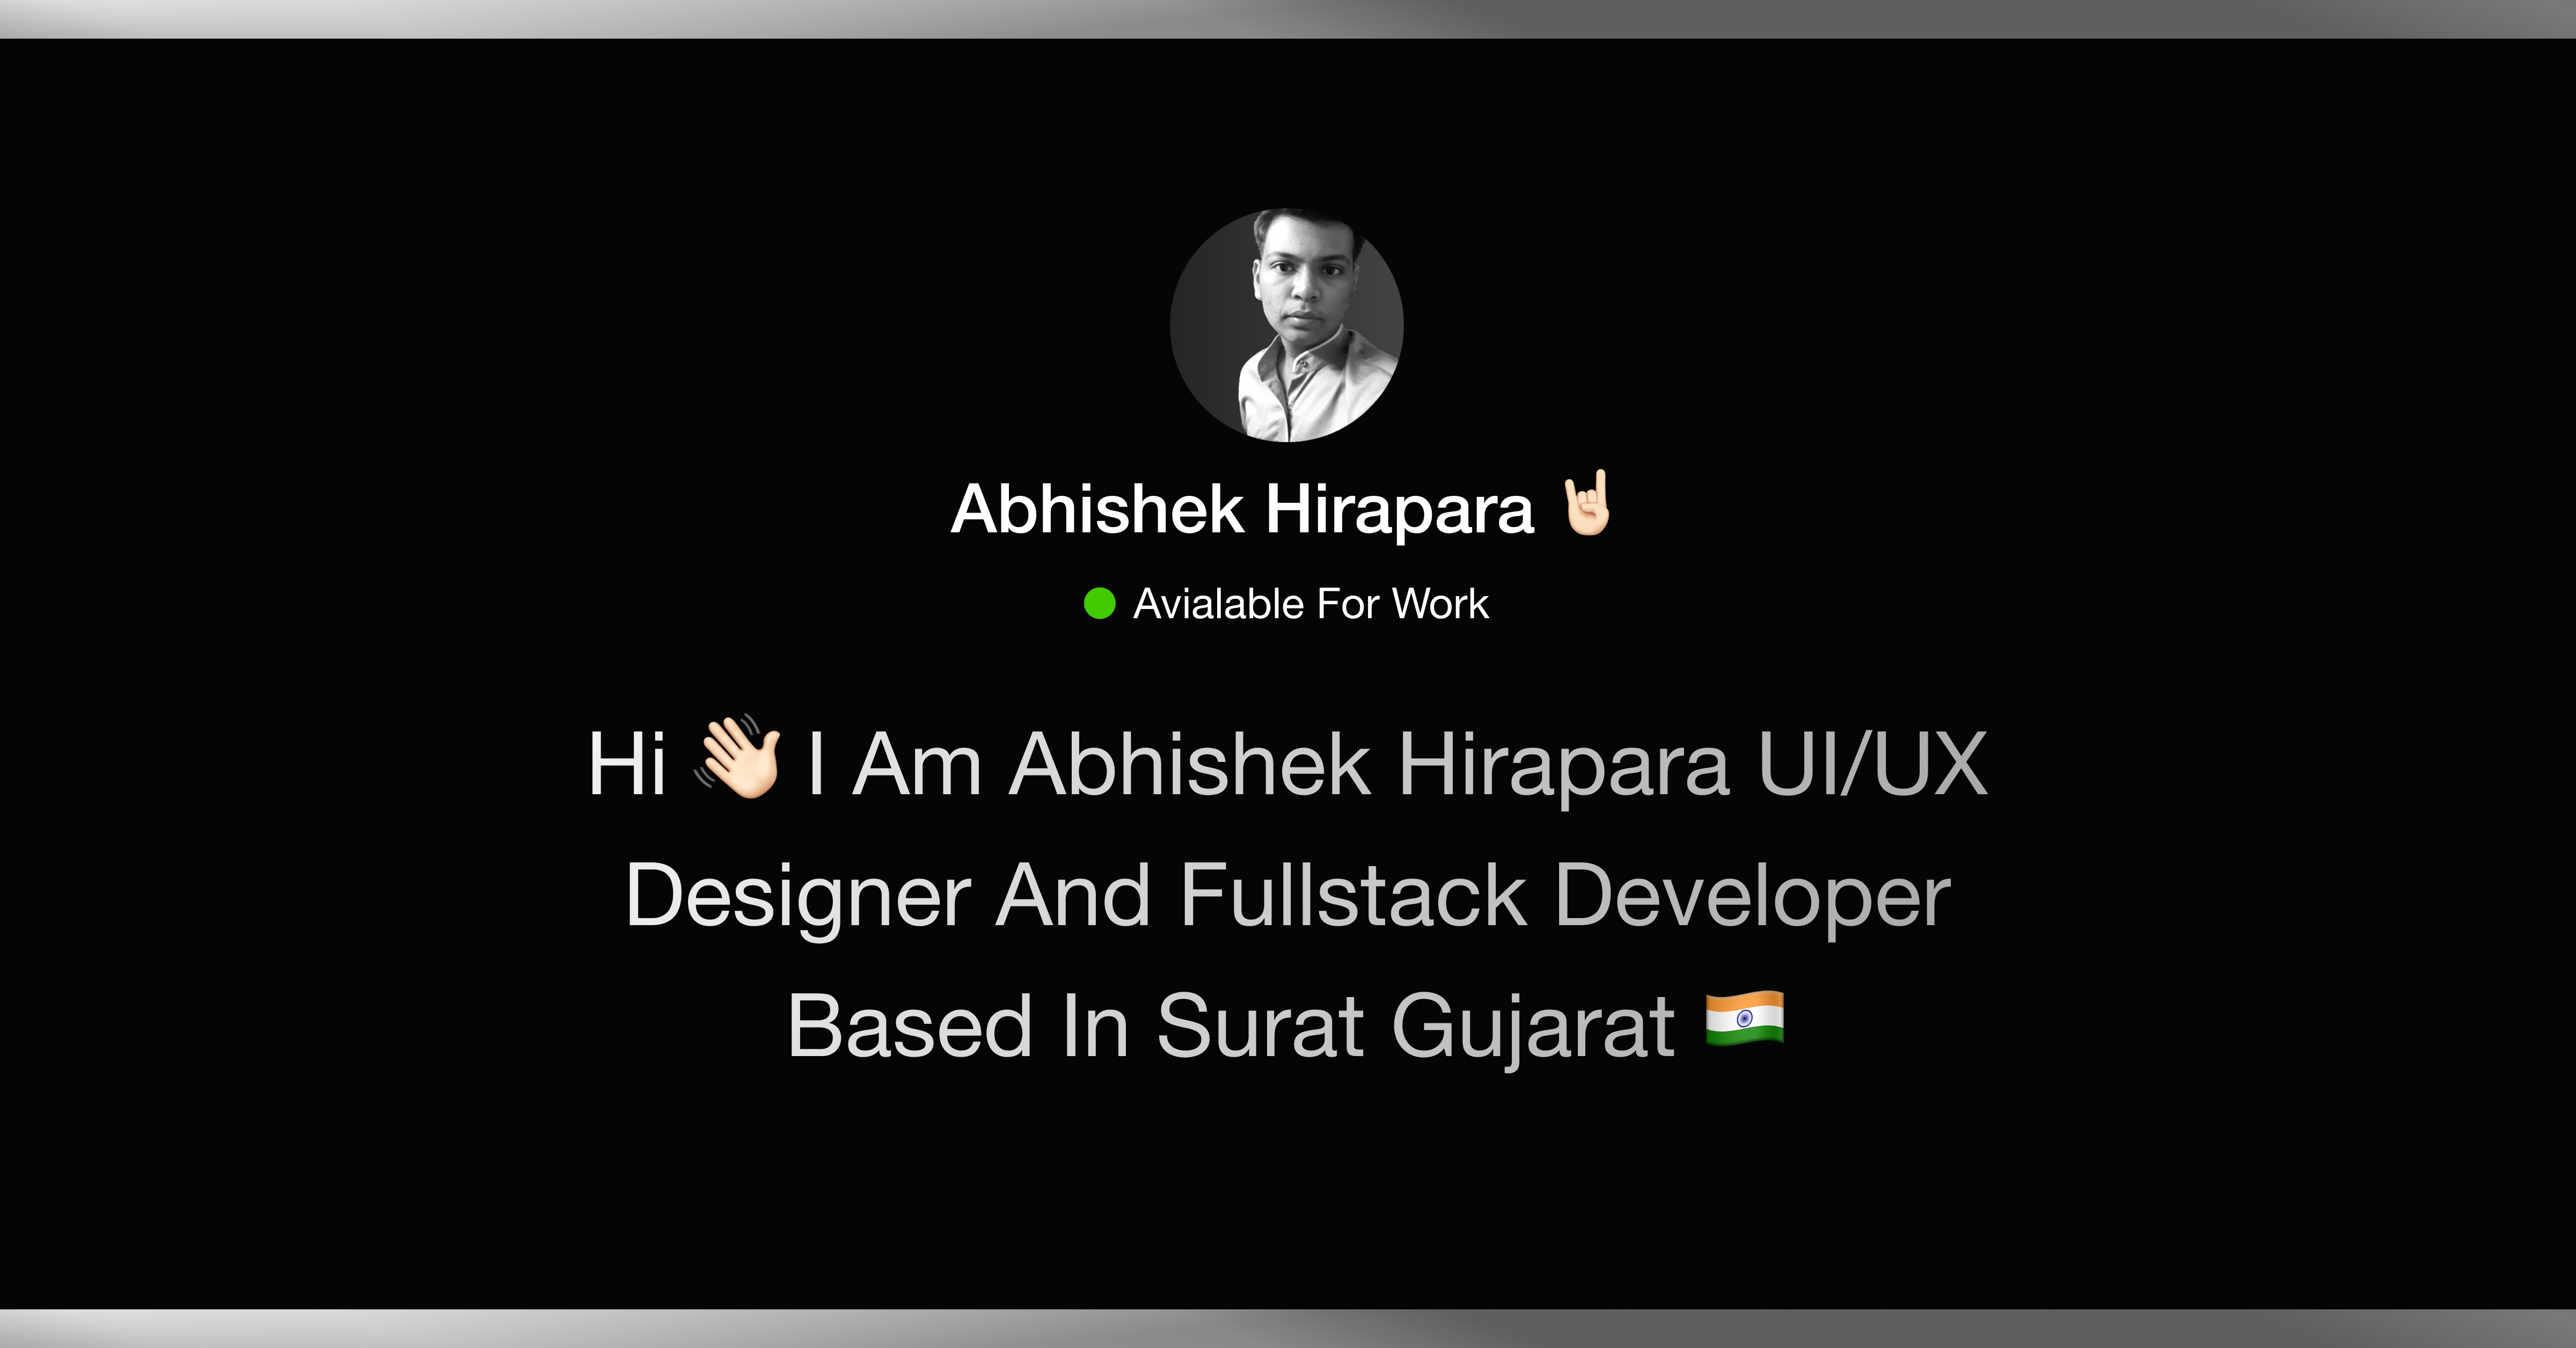 Abhishek Hirapara 🤘🏻
Avialable For Work
Hi 👋🏻 I Am Abhishek Hirapara UI/UX
Designer And Fullstack Developer
Based In Surat Gujarat 🇮🇳